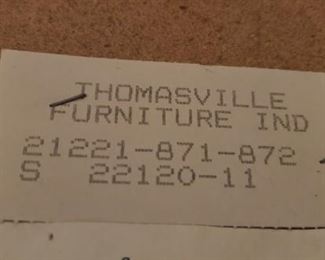 THOMASVILLE
FURNITURE IND
21221-871-872
S 22120-11